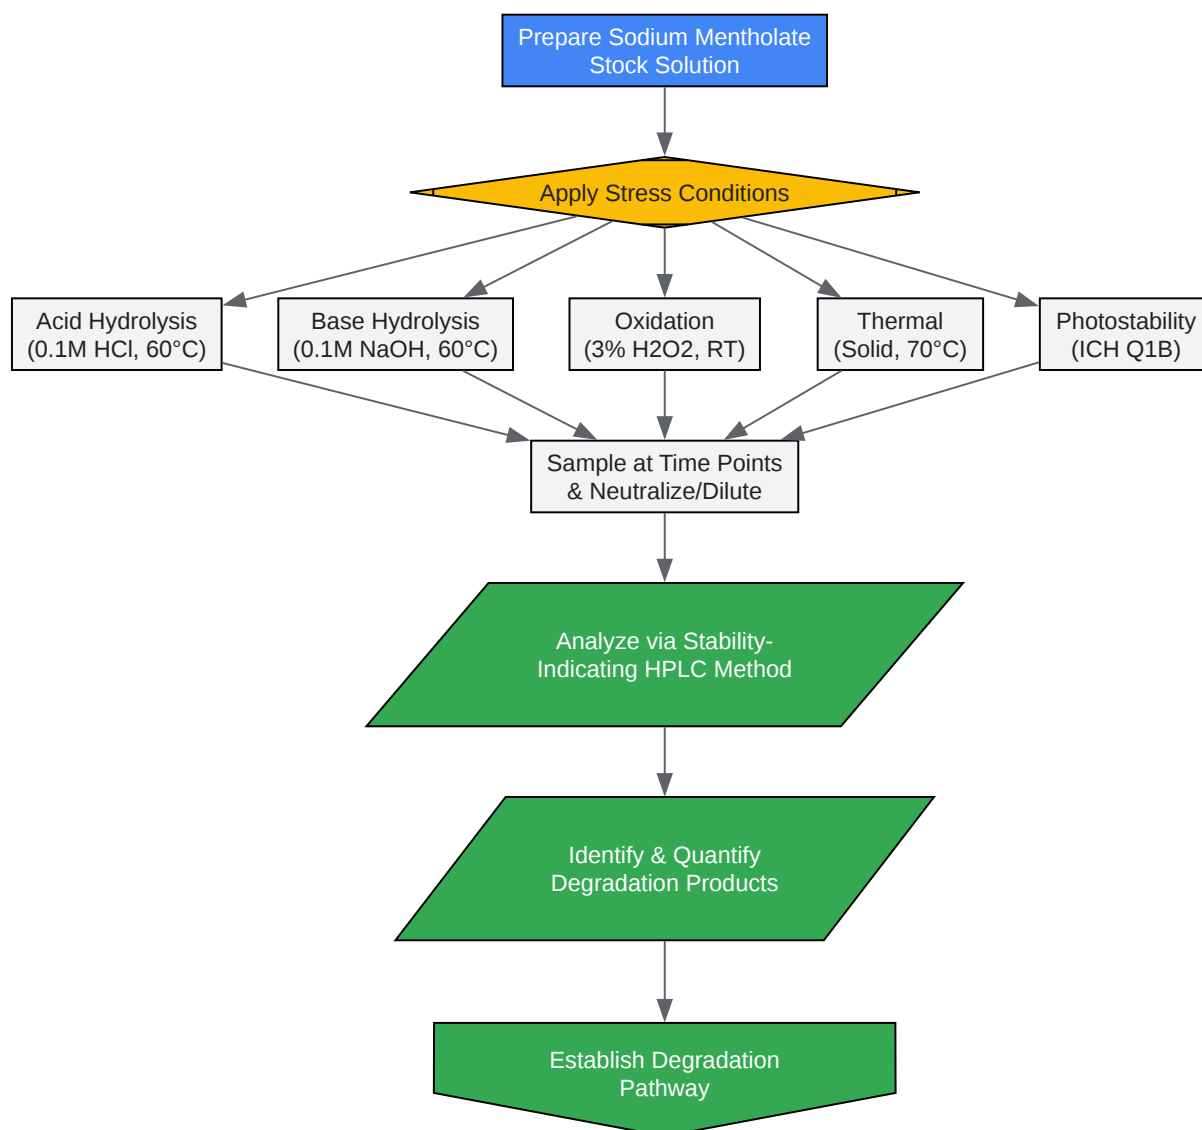 Prepare Sodium Mentholate
Stock Solution
Apply Stress Conditions
Acid Hydrolysis
(0.1M HCl, 60°C)
Base Hydrolysis
(0.1M NaOH, 60°C)
Oxidation
(3% H2O2, RT)
Thermal
(Solid, 70°C)
Photostability
(ICH Q1B)
Sample at Time Points
& Neutralize/Dilute
Analyze via Stability-
Indicating HPLC Method
Identify & Quantify
Degradation Products
Establish Degradation
Pathway